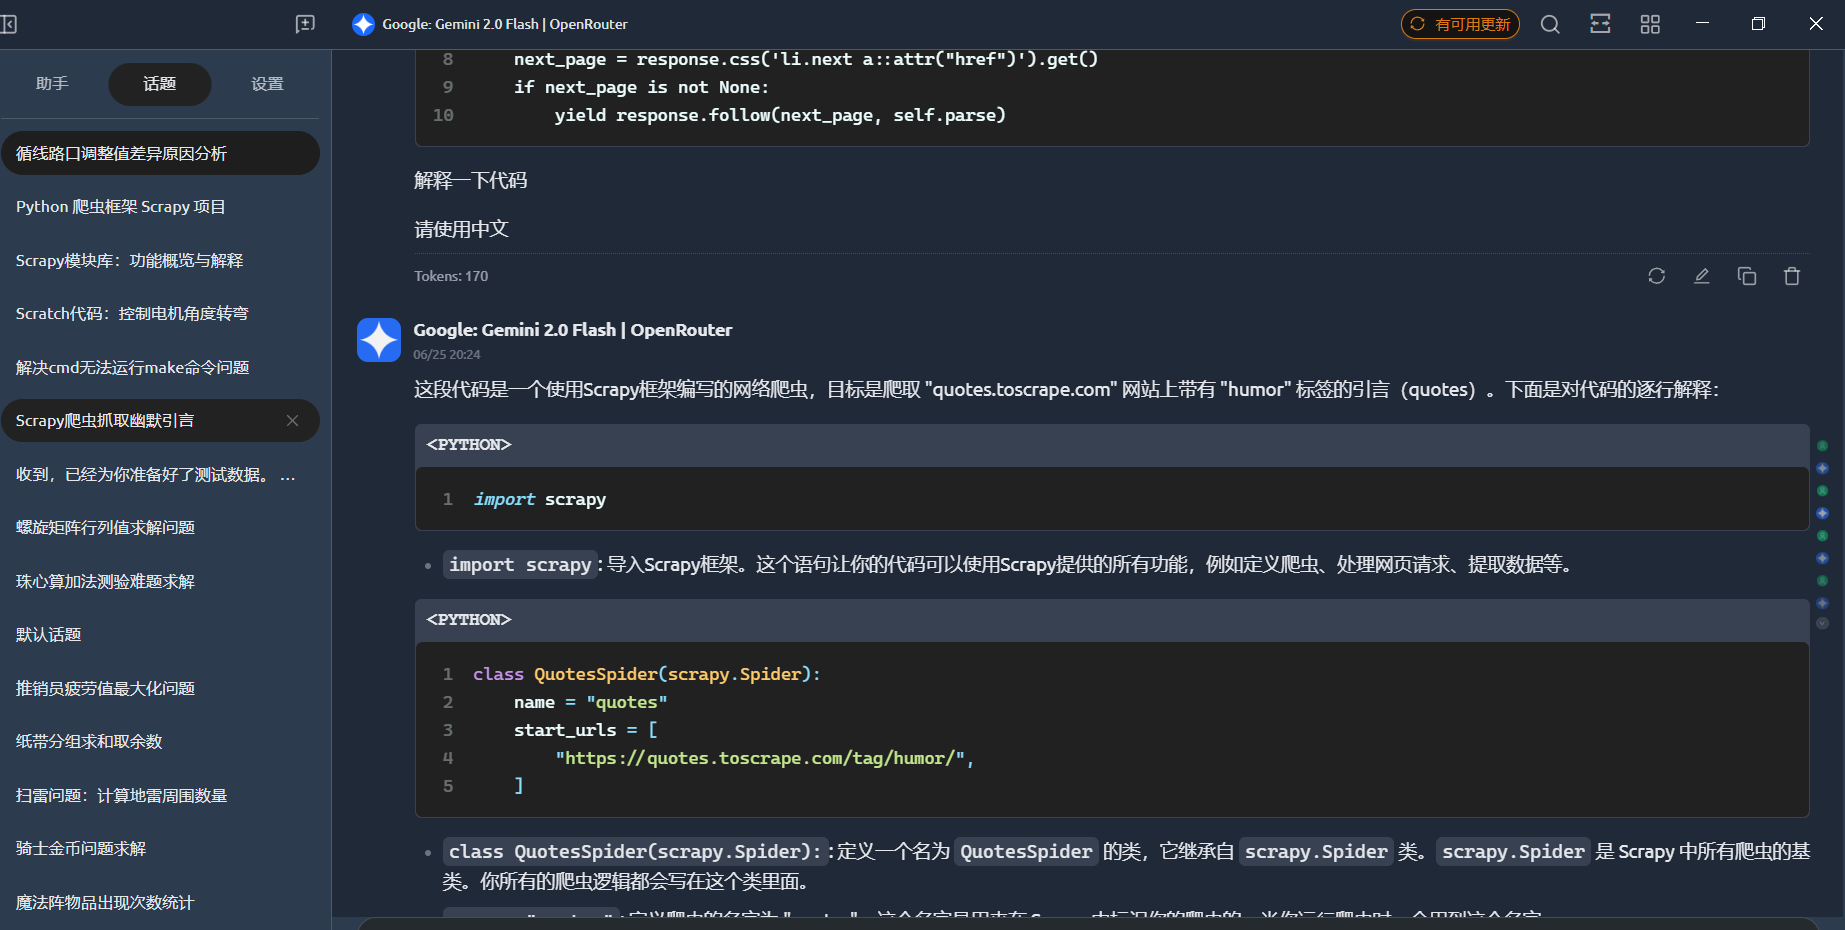 Google: Gemini 2.0 Flash | OpenRouter
有可用更新
助手
话题
设置
循线路口调整值差异原因分析
Python 爬虫框架 Scrapy 项目
Scrapy模块库：功能概览与解释
Scratch代码：控制电机角度转弯
解决cmd无法运行make命令问题
Scrapy爬虫抓取幽默引言
收到，已经为你准备好了测试数据。 ...
螺旋矩阵行列值求解问题
珠心算加法测验难题求解
默认话题
推销员疲劳值最大化问题
纸带分组求和取余数
扫雷问题：计算地雷周围数量
骑士金币问题求解
魔法阵物品出现次数统计
8 next_page = response.css('li.next a::attr("href")').get()
9 if next_page is not None:
10 yield response.follow(next_page, self.parse)
解释一下代码
请使用中文
Tokens: 170
Google: Gemini 2.0 Flash | OpenRouter
06/25 20:24
这段代码是一个使用Scrapy框架编写的网络爬虫，目标是爬取 "quotes.toscrape.com" 网站上带有 "humor" 标签的引言（quotes）。下面是对代码的逐行解释：
<PYTHON>
1 import scrapy
import scrapy: 导入Scrapy框架。这个语句让你的代码可以使用Scrapy提供的所有功能，例如定义爬虫、处理网页请求、提取数据等。
<PYTHON>
1 class QuotesSpider(scrapy.Spider):
2 name = "quotes"
3 start_urls = [
4 "https://quotes.toscrape.com/tag/humor/",
5 ]
class QuotesSpider(scrapy.Spider)::定义一个名为 QuotesSpider 的类，它继承自 scrapy.Spider 类。scrapy.Spider 是 Scrapy 中所有爬虫的基
类。你所有的爬虫逻辑都会写在这个类里面。